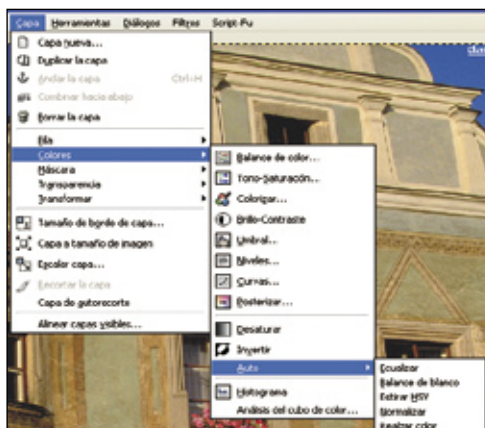 Capa Herramientas Diálogos Filtros Script-Fu
Capa nueva...
Duplicar la capa
Anclar la capa Ctrl+H
Combinar hacia abajo
Borrar la capa
Pila
Colores
Máscara
Transparencia
Transformar
Tamaño de borde de capa...
Capa a tamaño de imagen
Escalar capa...
Recortar la capa
Capa de autorecorte
Alinear capas visibles...
Balance de color...
Tono-Saturación...
Colorizar...
Brillo-Contraste
Umbral...
Niveles...
Curvas...
Posterizar...
Desaturar
Invertir
Auto
Histograma
Análisis del cubo de color...
Ecualizar
Balance de blanco
Estirar HSV
Normalizar
Realzar color